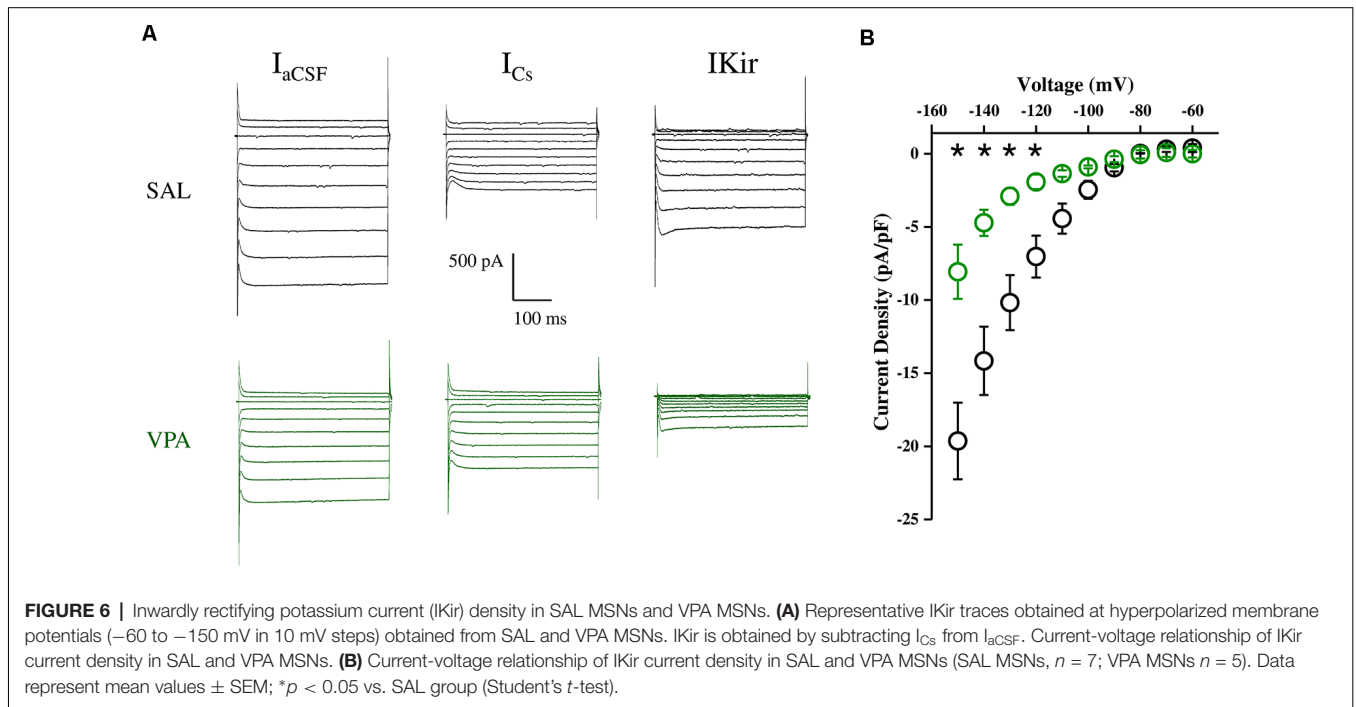 A
I_aCSF
I_Cs
IKir
SAL
500 pA
100 ms
VPA
B
Voltage (mV)
-160 -140 -120 -100 -80 -60
* * * *
0
-5
-10
-15
-20
-25
Current Density (pA/pF)
FIGURE 6 | Inwardly rectifying potassium current (IKir) density in SAL MSNs and VPA MSNs. (A) Representative IKir traces obtained at hyperpolarized membrane
potentials (−60 to −150 mV in 10 mV steps) obtained from SAL and VPA MSNs. IKir is obtained by subtracting I_Cs from I_aCSF. Current-voltage relationship of IKir
current density in SAL and VPA MSNs. (B) Current-voltage relationship of IKir current density in SAL and VPA MSNs (SAL MSNs, n = 7; VPA MSNs n = 5). Data
represent mean values ± SEM; *p < 0.05 vs. SAL group (Student's t-test).